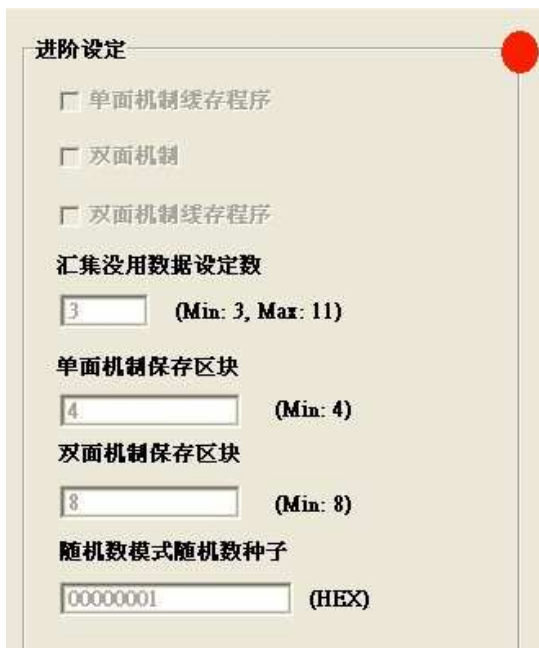 进阶设定
单面机制缓存程序
双面机制
双面机制缓存程序
汇集没用数据设定数
3 (Min: 3, Max: 11)
单面机制保存区块
4 (Min: 4)
双面机制保存区块
8 (Min: 8)
随机数模式随机数种子
00000001 (HEX)